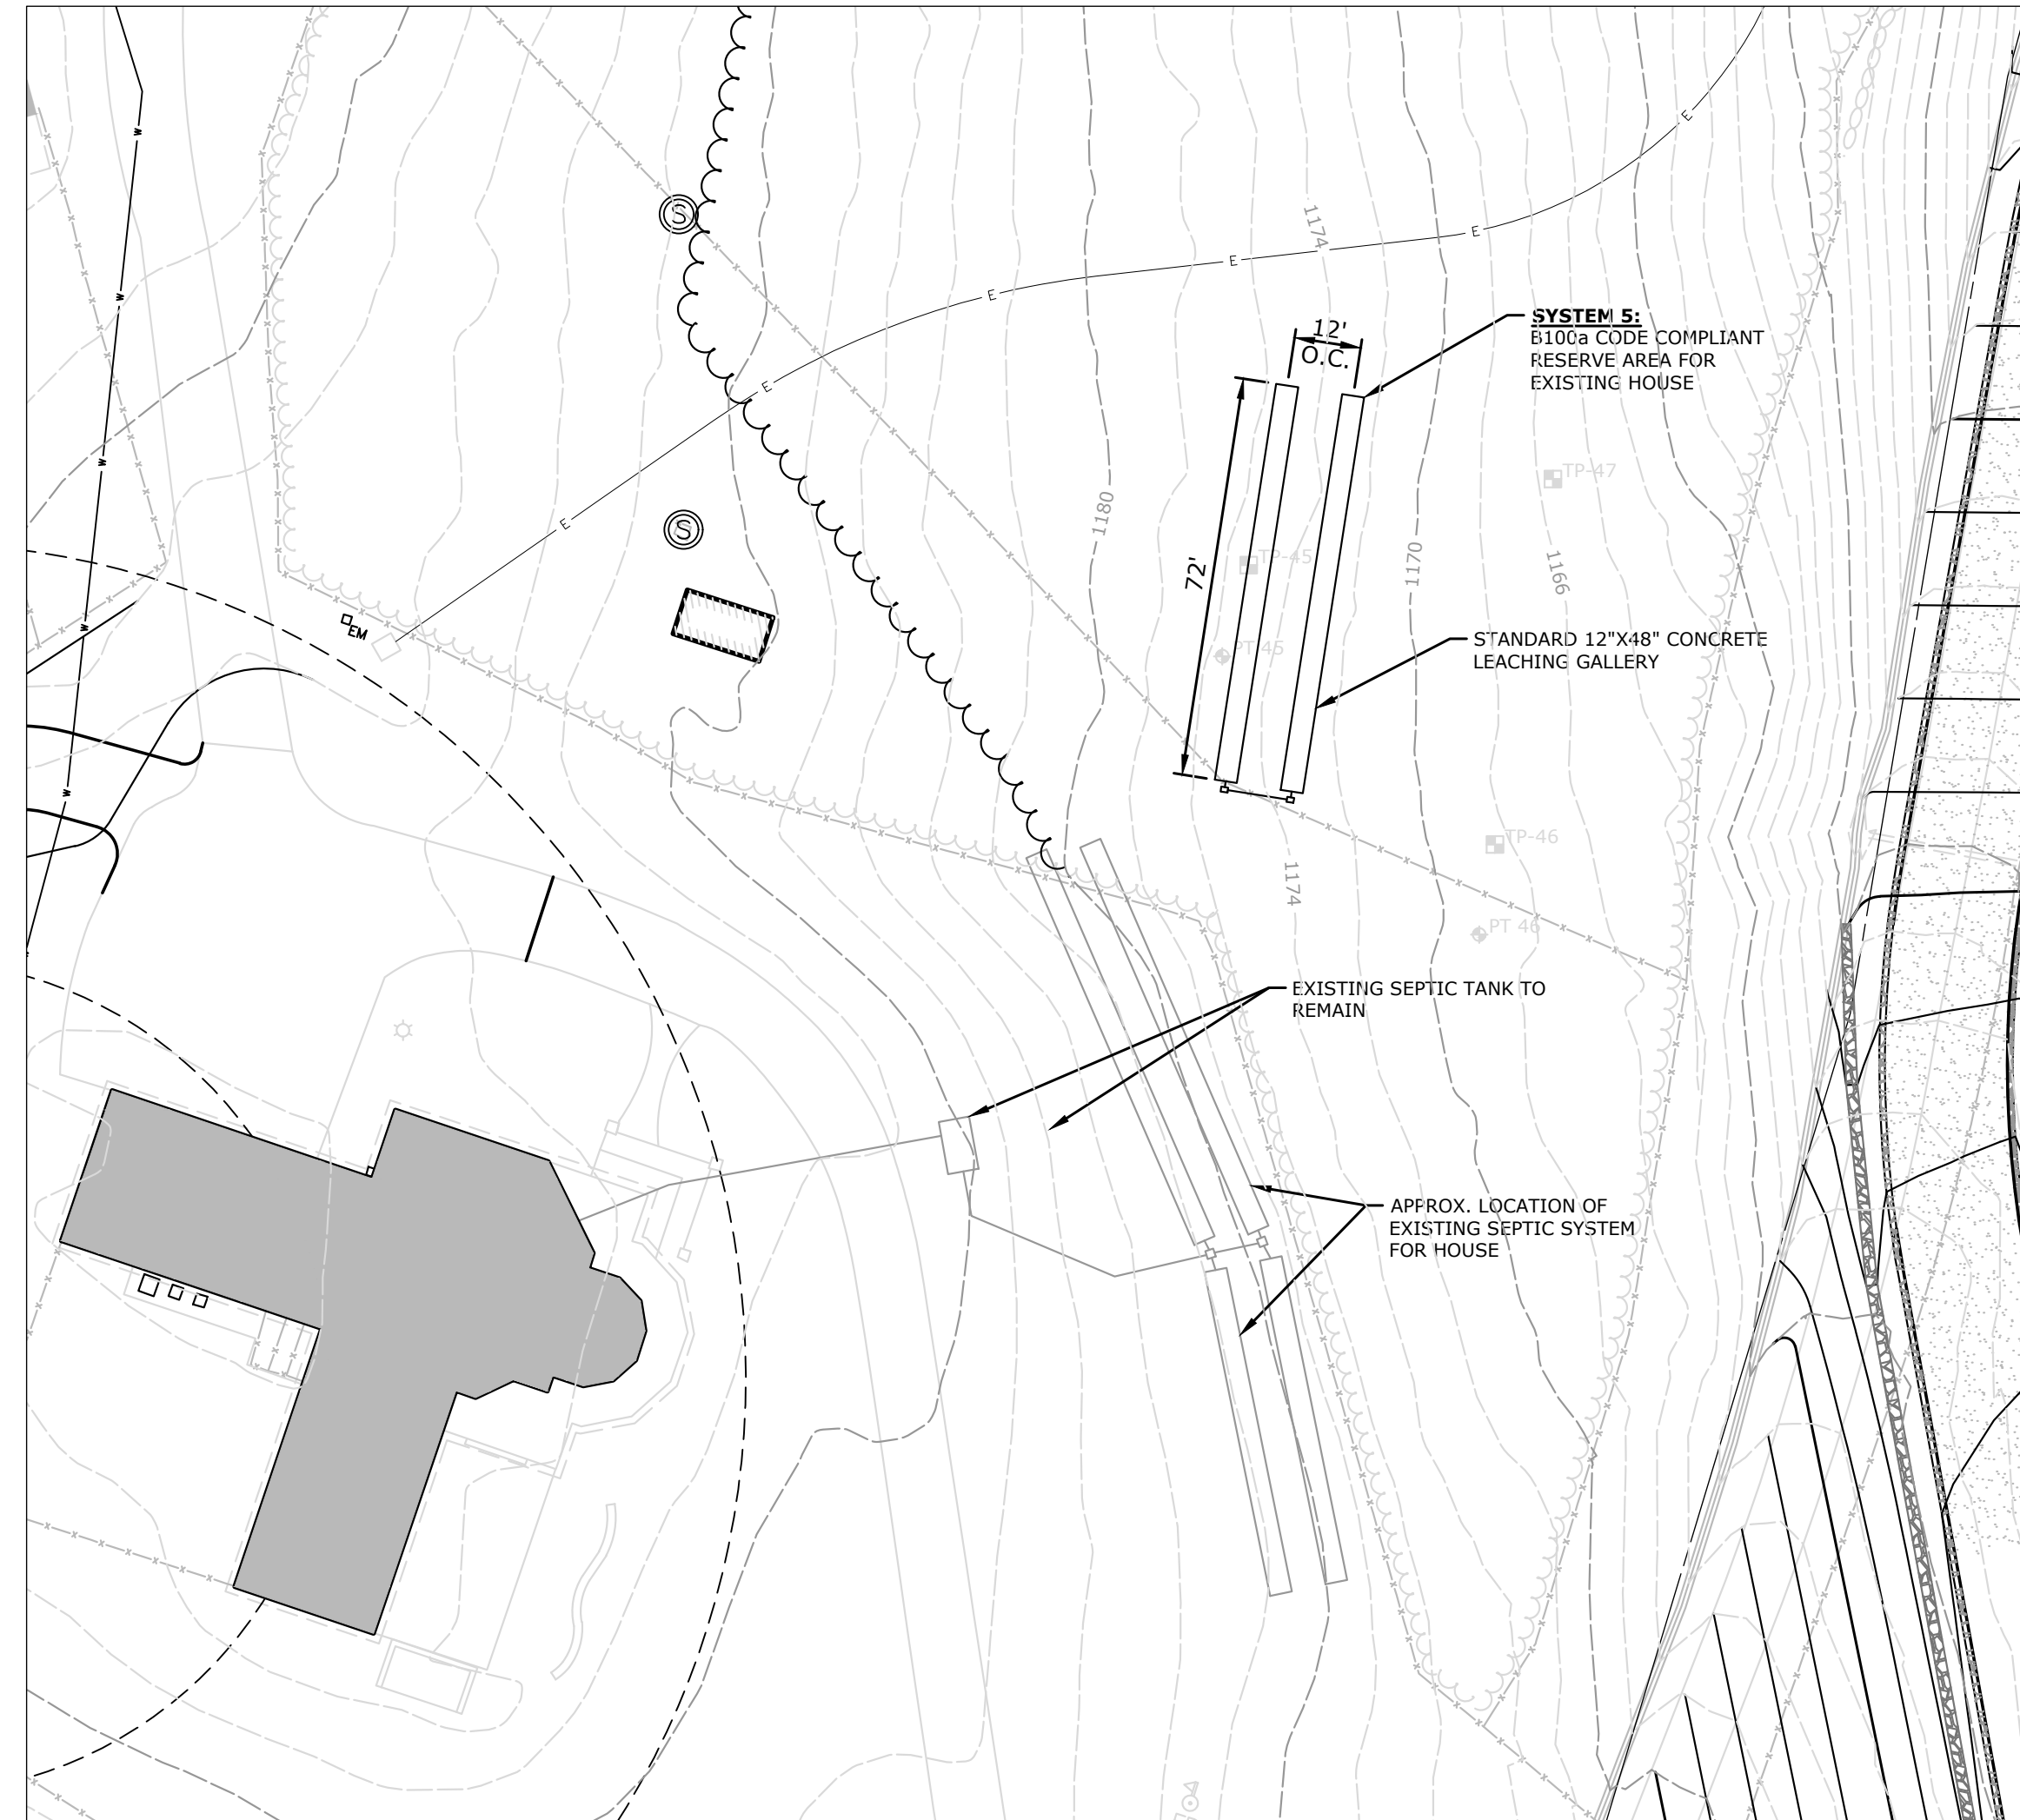 W
W
W
W
W
S
S
E
E
E
E
E
E
EM
1174
12'
O.C.
SYSTEM 5:
B100a CODE COMPLIANT
RESERVE AREA FOR
EXISTING HOUSE
TP-47
1180
TP-45
1170
1166
72'
PT 45
STANDARD 12"X48" CONCRETE
LEACHING GALLERY
TP-46
1174
PT 46
EXISTING SEPTIC TANK TO
REMAIN
APPROX. LOCATION OF
EXISTING SEPTIC SYSTEM
FOR HOUSE